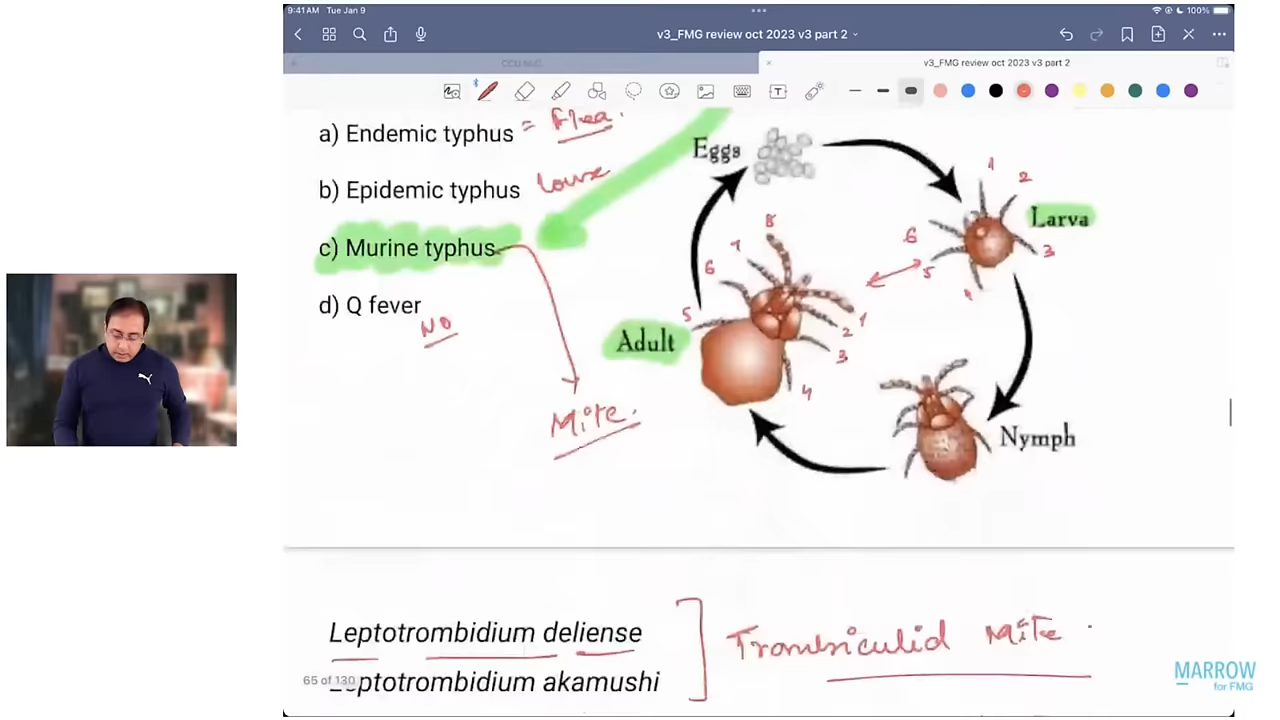 9:41 AM Tue Jan 9
100%
v3_FMG review oct 2023 v3 part 2
v3_FMG review oct 2023 v3 part 2
a) Endemic typhus = Flea.
b) Epidemic typhus Louse
c) Murine typhus
d) Q fever
NO
Mite.
Eggs
1 2
Larva
6
3
5
4
8
7
6
5
Adult
1
2
3
4
Nymph
Leptotrombidium deliense
Leptotrombidium akamushi
Trombiculid Mite.
65 of 130
MARROW
for FMG